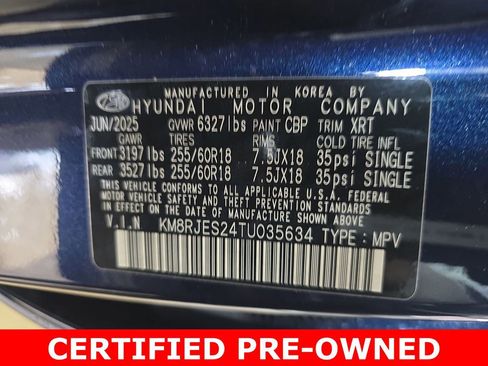 MANUFACTURED IN KOREA BY
HYUNDAI MOTOR COMPANY
JUN/2025 GVWR 6327lbs PAINT CBP TRIM XRT
GAWR TIRES RIMS COLD TIRE INFL
FRONT 3197lbs 255/60R18 7.5JX18 35psi SINGLE
REAR 3527lbs 255/60R18 7.5JX18 35psi SINGLE
THIS VEHICLE CONFORMS TO ALL APPLICABLE U.S.A. FEDERAL
MOTOR VEHICLE SAFETY AND THEFT PREVENTION
STANDARDS IN EFFECT ON THE DATE OF MANUFACTURE SHOWN ABOVE.
V.I.N KM8RJES24TU035634 TYPE: MPV
CERTIFIED PRE-OWNED